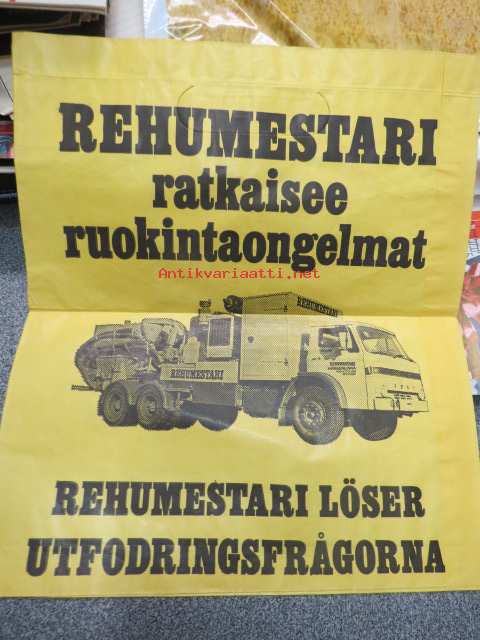 REHUMESTARI
ratkaisee
ruokintaongelmat
Antikvariaatti.net
REHUMESTARI
REHUMESTARI
REHUMESTARI LÖSER
UTFODRINGSFRÅGORNA